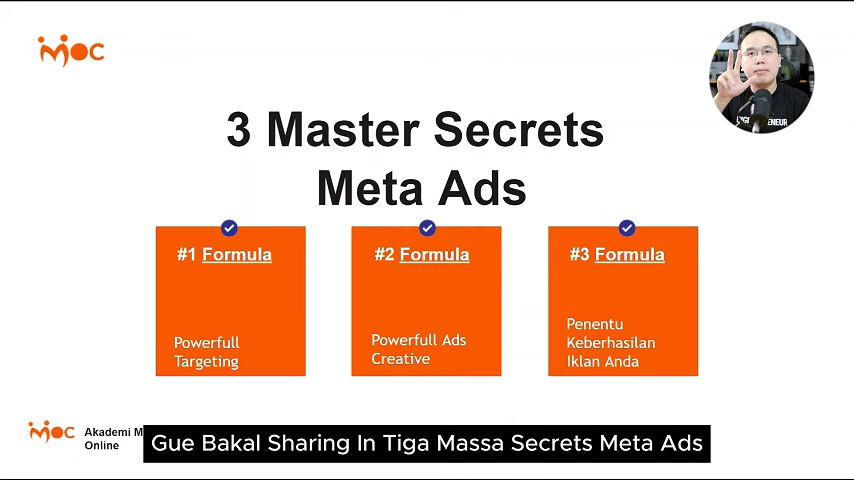 MOC
3 Master Secrets
Meta Ads
#1 Formula
#2 Formula
#3 Formula
Powerfull
Targeting
Powerfull Ads
Creative
Penentu
Keberhasilan
Iklan Anda
MOC
Akademi M
Online
Gue Bakal Sharing In Tiga Massa Secrets Meta Ads